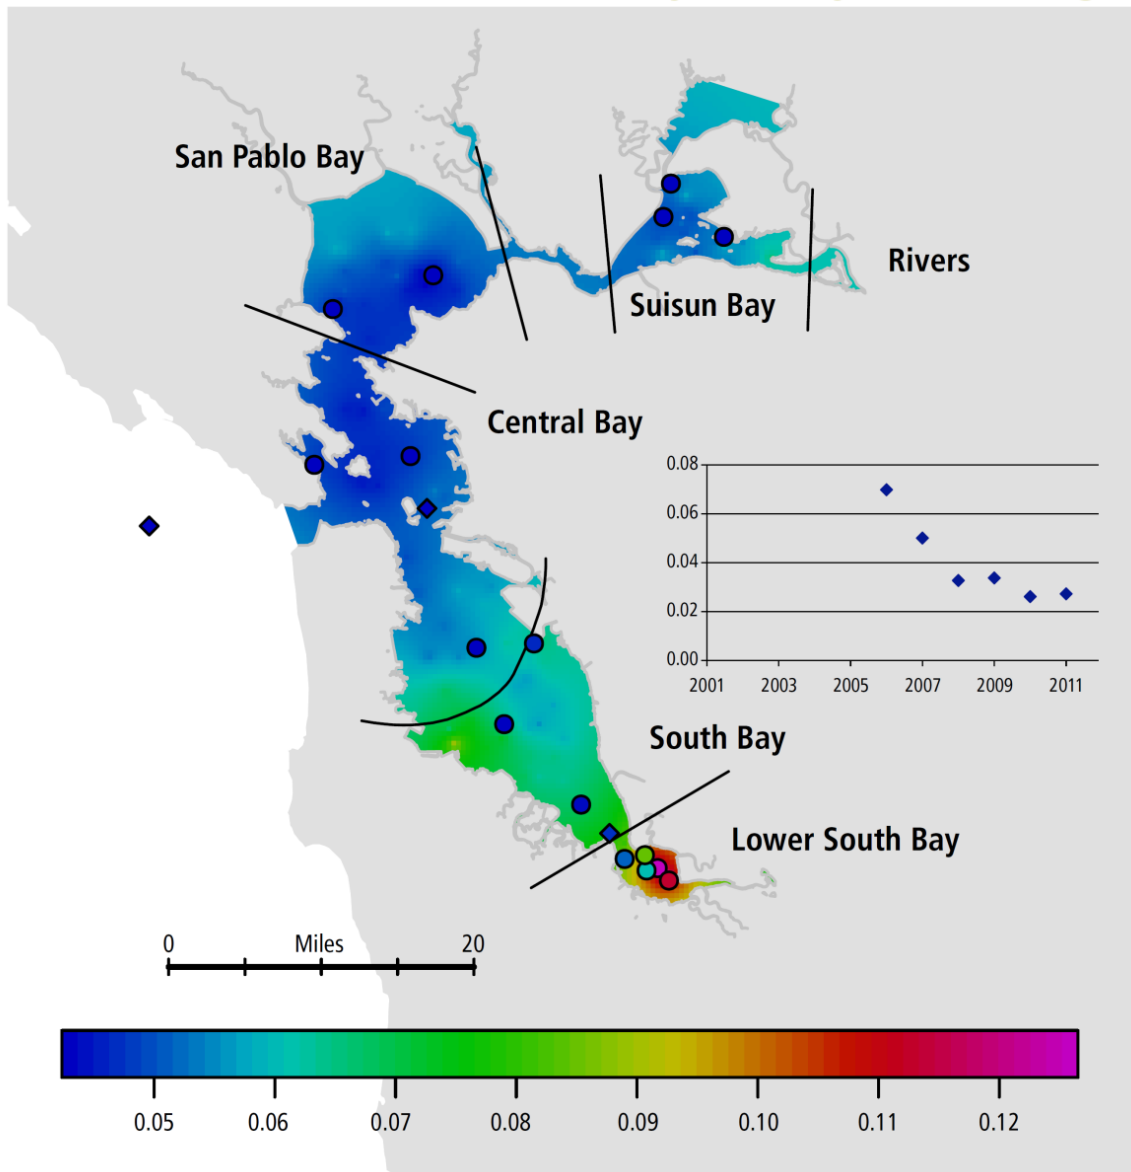 San Pablo Bay
Rivers
Suisun Bay
Central Bay
0.08
0.06
0.04
0.02
0.00
2001 2003 2005 2007 2009 2011
South Bay
Lower South Bay
0 Miles 20
0.05 0.06 0.07 0.08 0.09 0.10 0.11 0.12